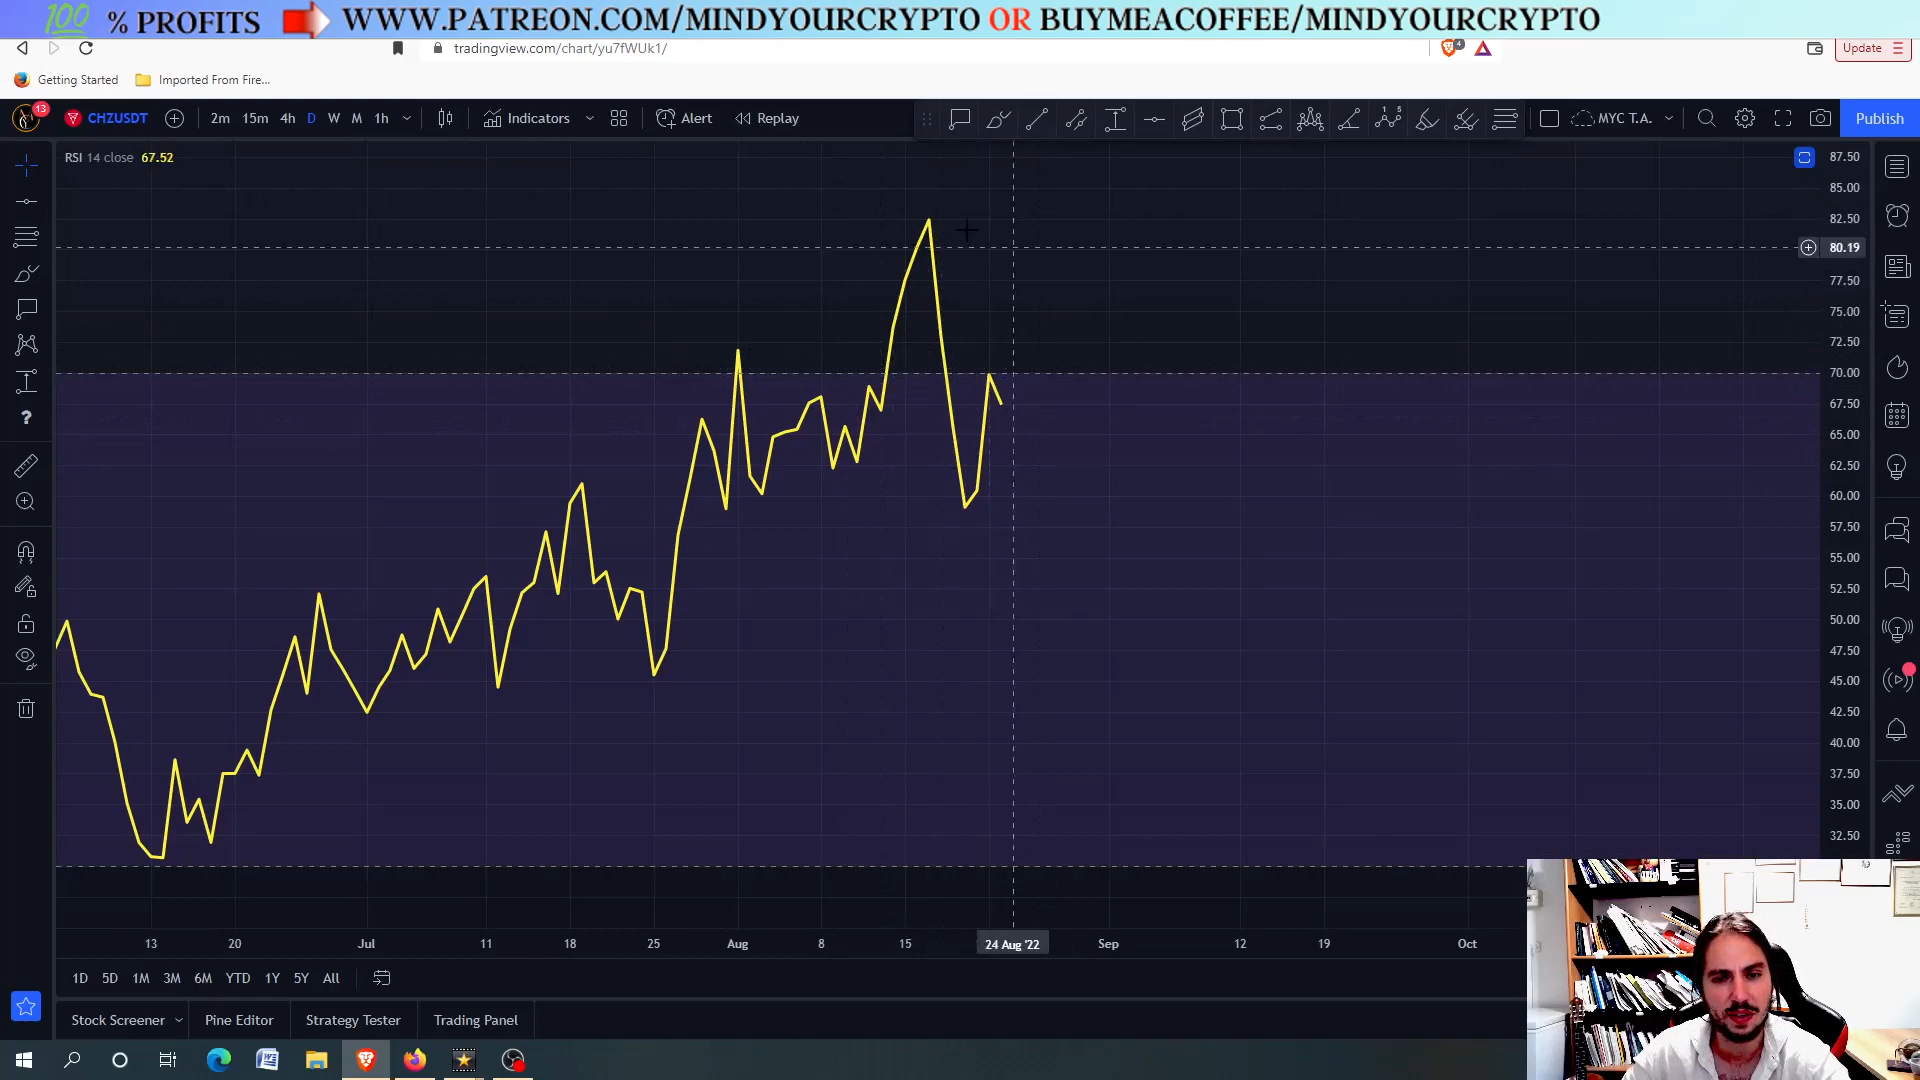 100 % PROFITS WWW.PATREON.COM/MINDYOURCRYPTO OR BUYMEACOFFEE/MINDYOURCRYPTO
tradingview.com/chart/yu7fWUk1/
4
Update
Getting Started Imported From Fire...
13
CHZUSDT 2m 15m 4h D W M 1h Indicators Alert Replay
MYC T.A. Publish
RSI 14 close 67.52
87.50
85.00
82.50
80.19
77.50
75.00
72.50
70.00
67.50
65.00
62.50
60.00
57.50
55.00
52.50
50.00
47.50
45.00
42.50
40.00
37.50
35.00
32.50
13 20 Jul 11 18 25 Aug 8 15 24 Aug '22 Sep 12 19 Oct
1D 5D 1M 3M 6M YTD 1Y 5Y All
Stock Screener Pine Editor Strategy Tester Trading Panel